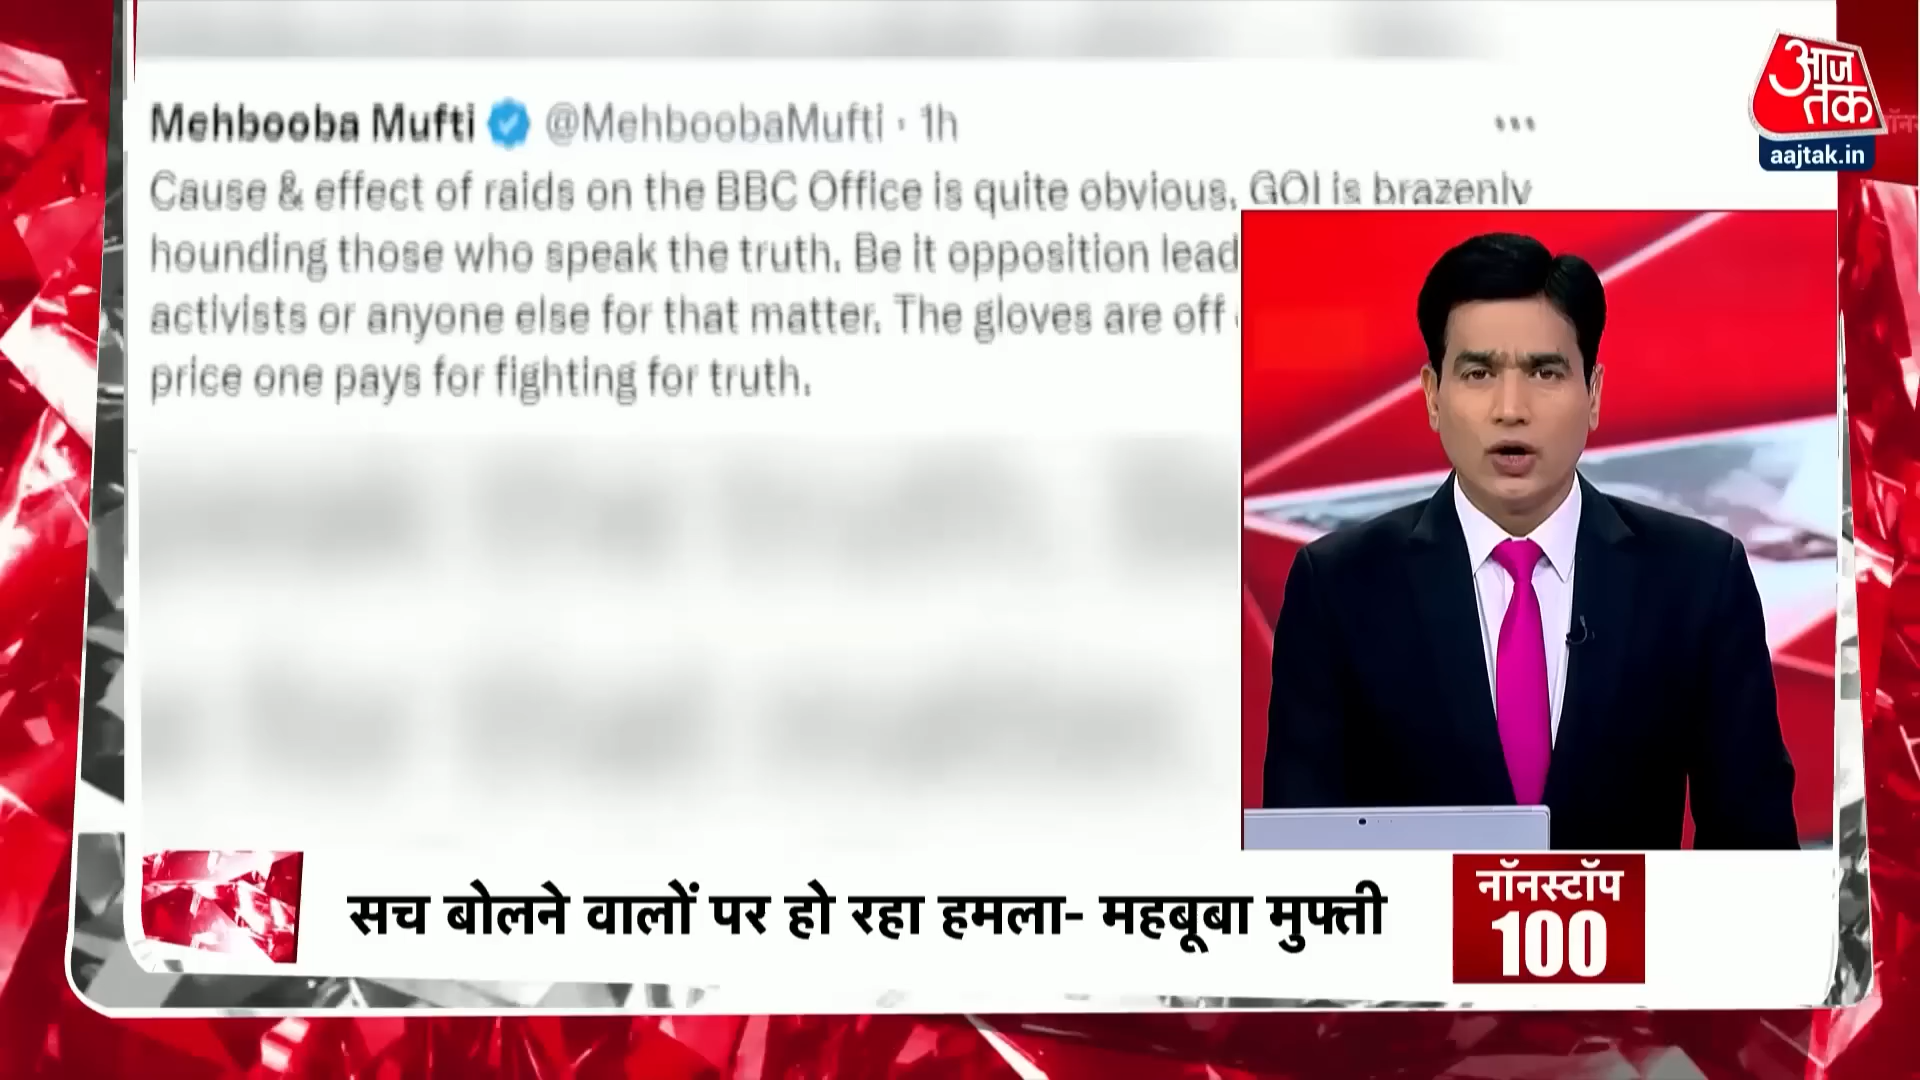 आज
तक
aajtak.in
Mehbooba Mufti @MehboobaMufti · 1h
Cause & effect of raids on the BBC Office is quite obvious. GOI is brazenly
hounding those who speak the truth. Be it opposition lead
activists or anyone else for that matter. The gloves are off
price one pays for fighting for truth.
सच बोलने वालों पर हो रहा हमला- महबूबा मुफ्ती
नॉनस्टॉप
100